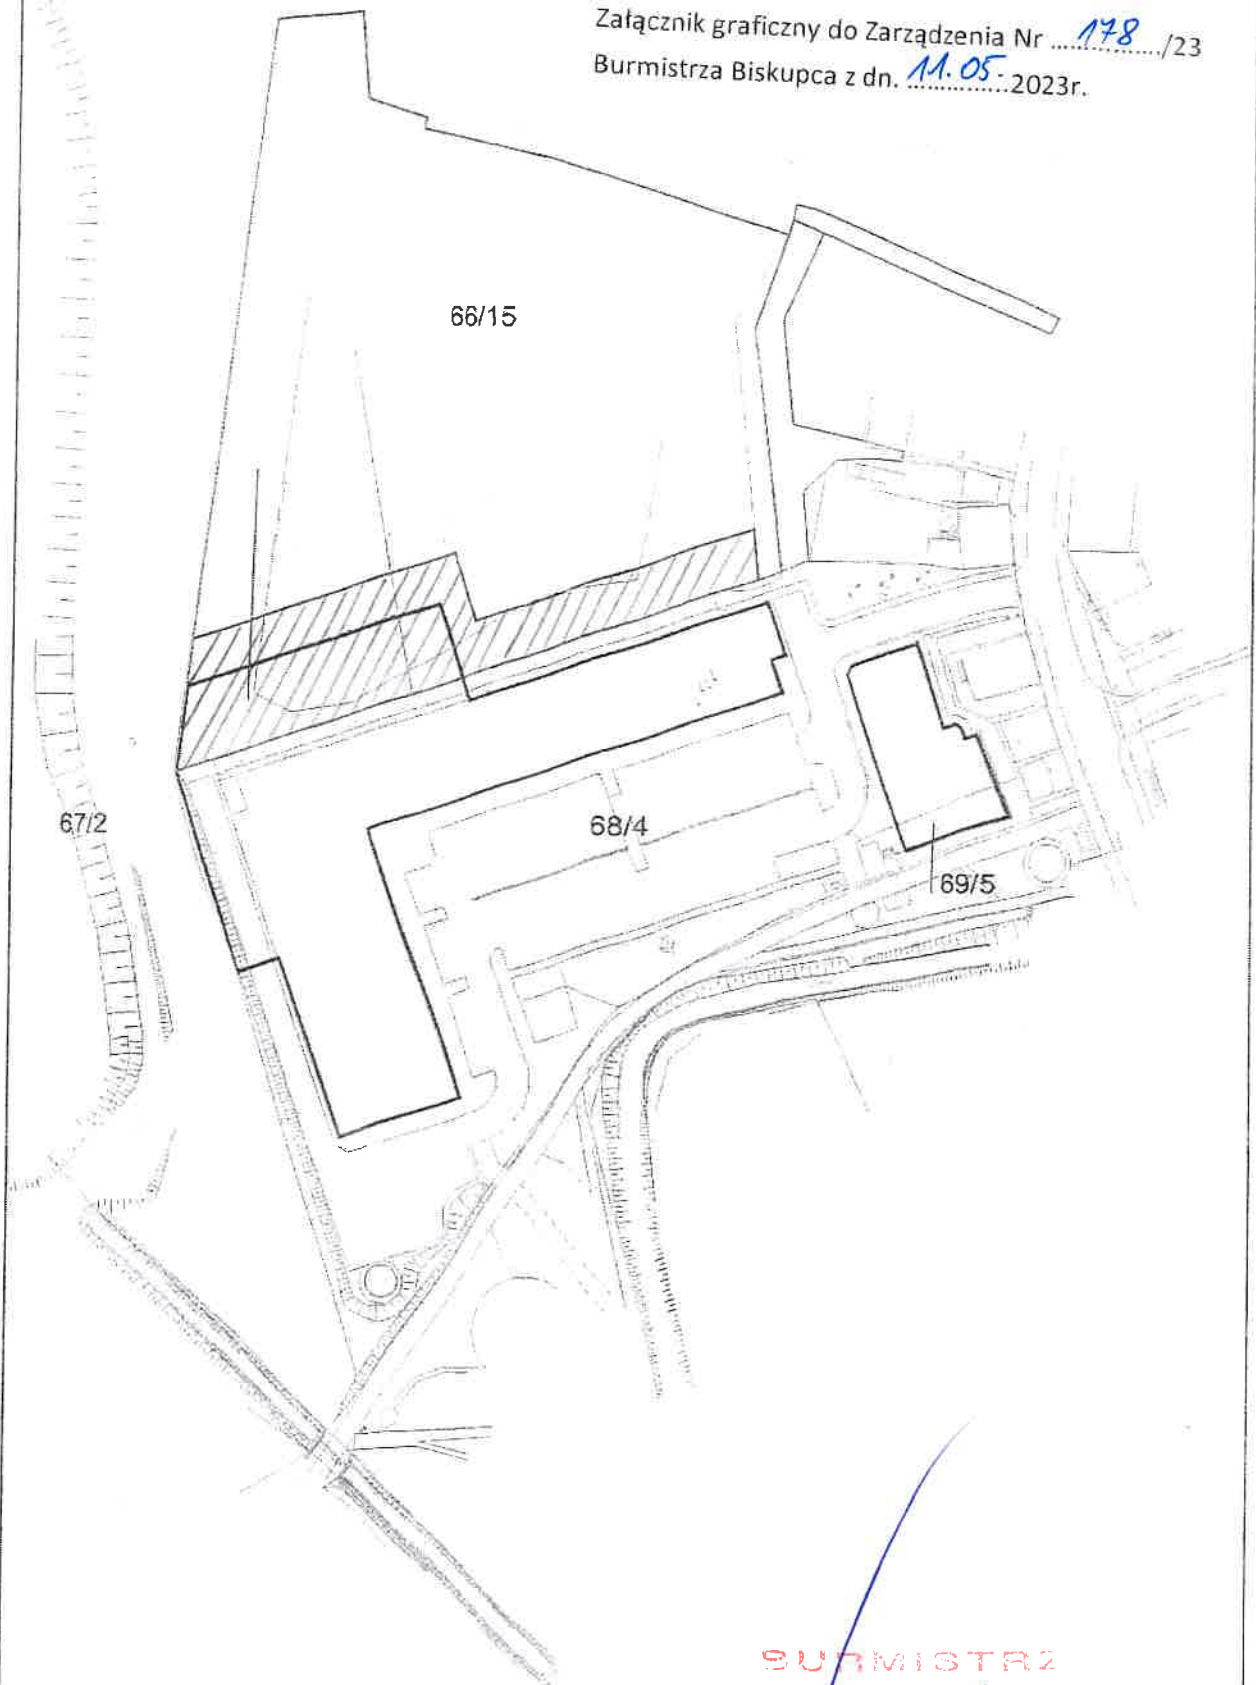 Załącznik graficzny do Zarządzenia Nr ....178..../23
Burmistrza Biskupca z dn. 11.05.2023r.
66/15
67/2
68/4
69/5
BURMISTRZ